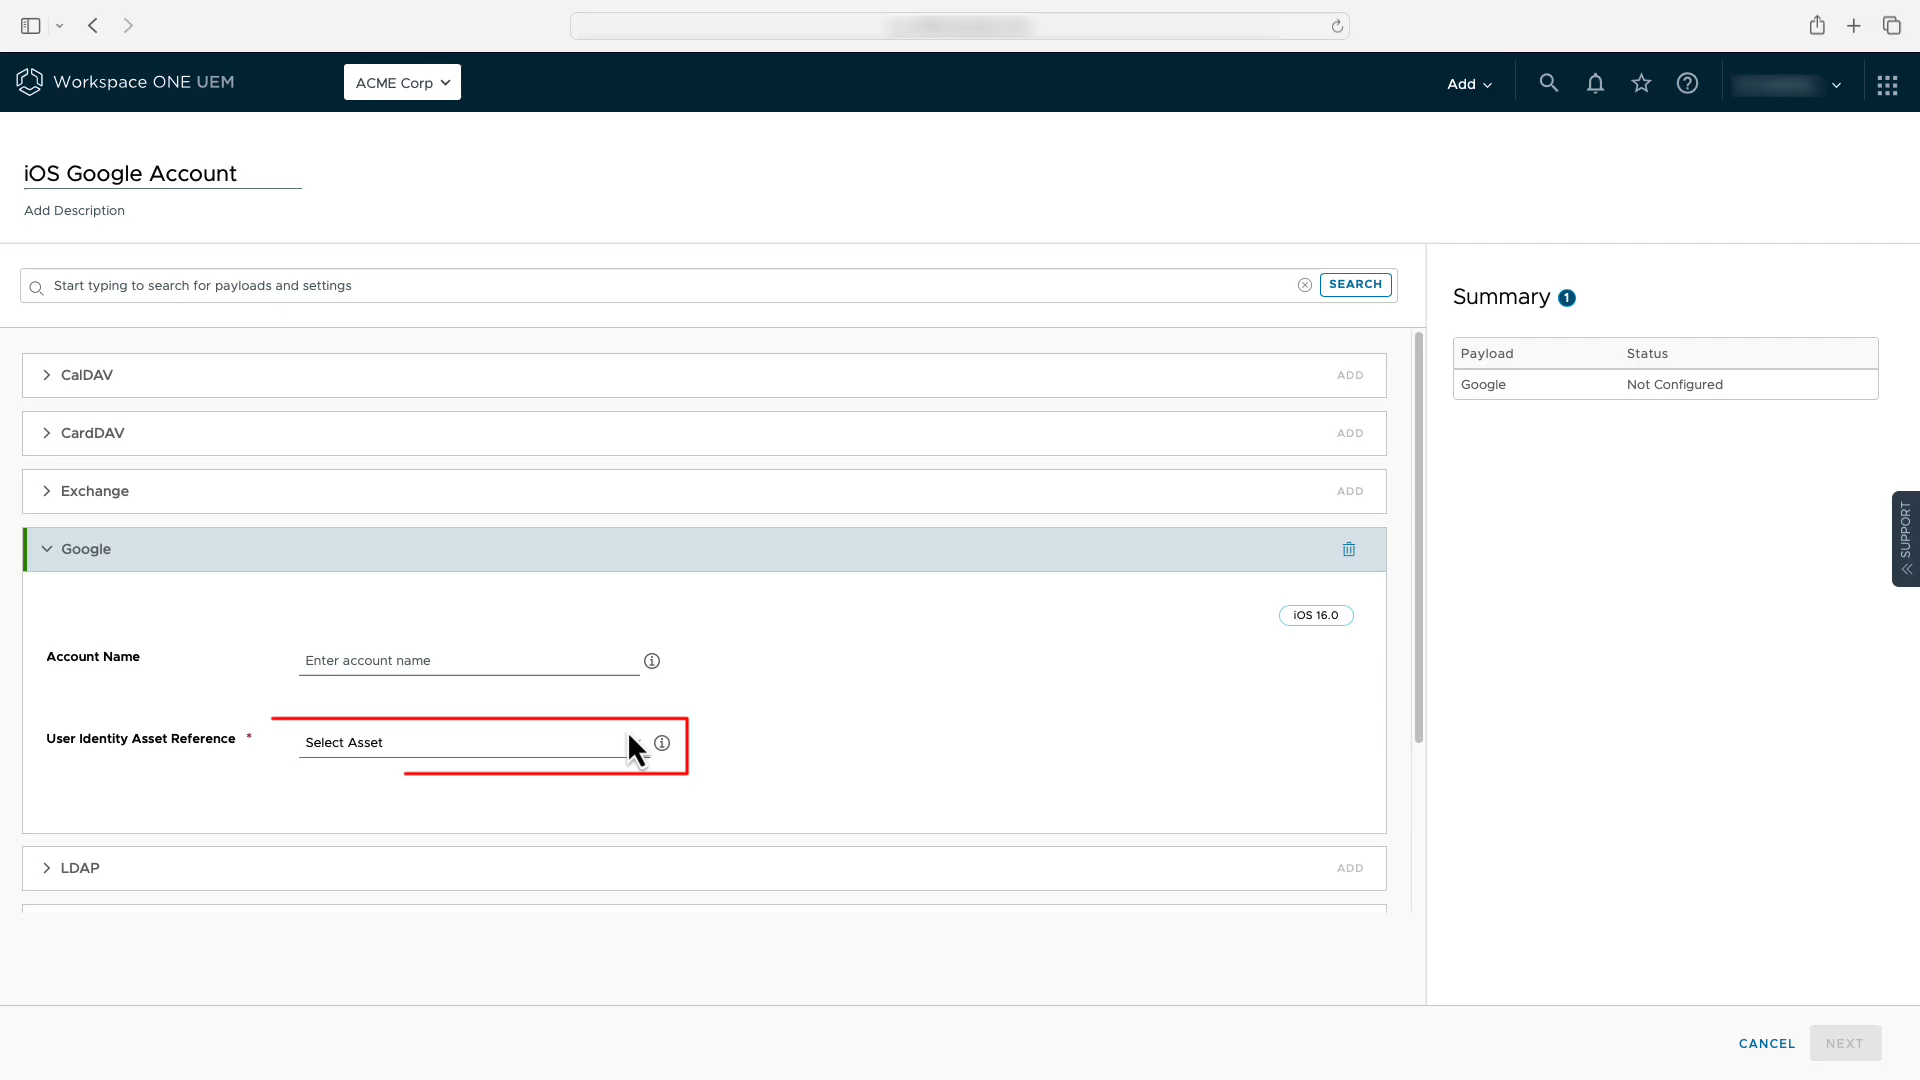 Workspace ONE UEM
ACME Corp
Add
iOS Google Account
Add Description
Start typing to search for payloads and settings
SEARCH
Summary 1
Payload Status
Google Not Configured
CalDAV ADD
CardDAV ADD
Exchange ADD
Google
iOS 16.0
Account Name Enter account name
User Identity Asset Reference * Select Asset
LDAP ADD
SUPPORT
CANCEL NEXT